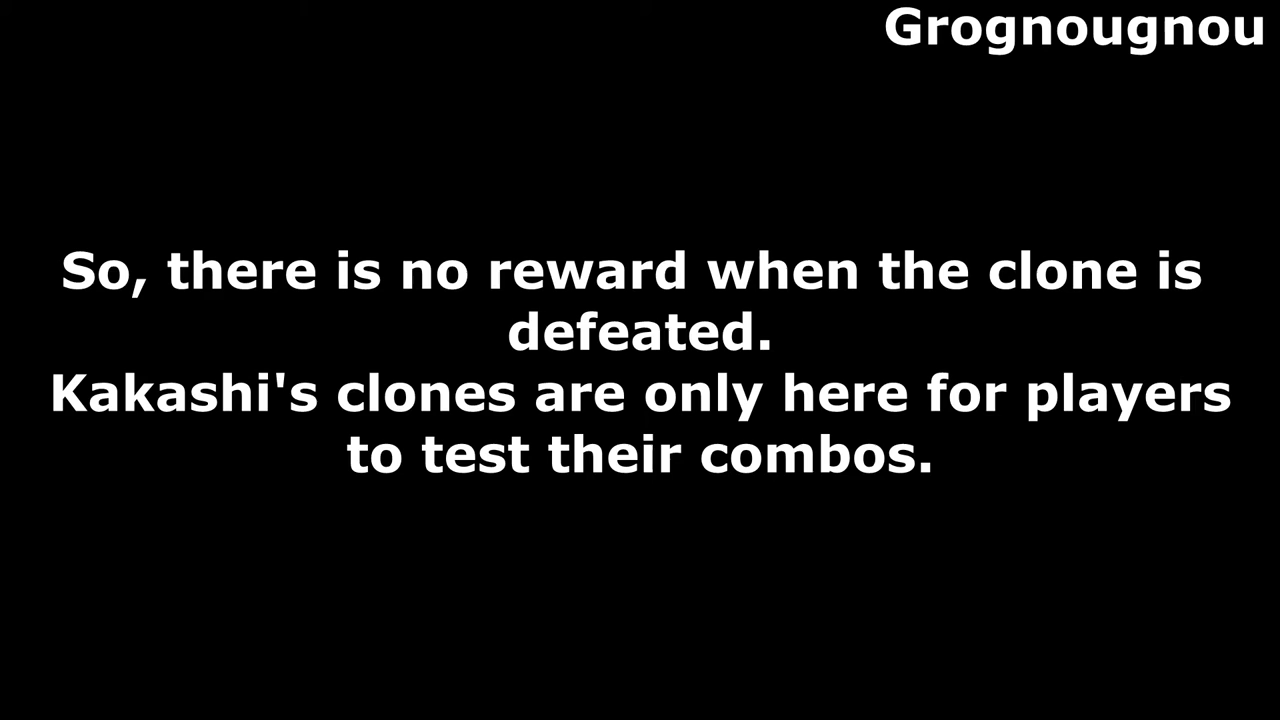 Grognougnou
So, there is no reward when the clone is
defeated.
Kakashi's clones are only here for players
to test their combos.